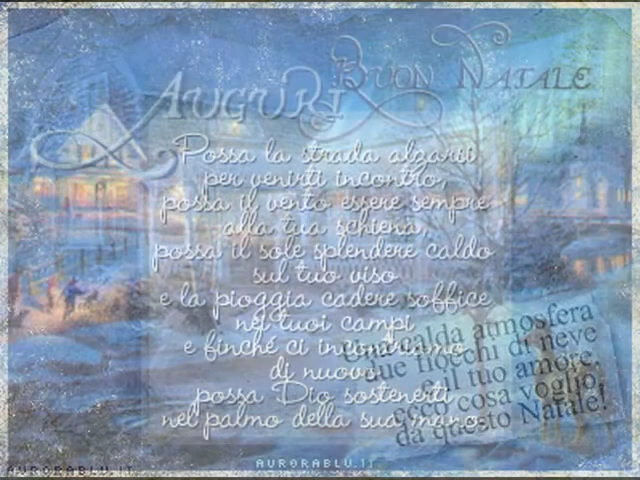 Buon Natale
Auguri
Possa la strada alzarsi
per venirti incontro,
possa il vento essere sempre
alla tua schiena,
possa il sole splendere caldo
sul tuo viso
e la pioggia cadere soffice
nei tuoi campi
e finché ci incontriamo
di nuovo,
possa Dio sostenerti
nel palmo della sua mano.
Una calda atmosfera
due fiocchi di neve
e il tuo amore,
ecco cosa voglio
da questo Natale!
AURORABLU.IT
AURORABLU.IT